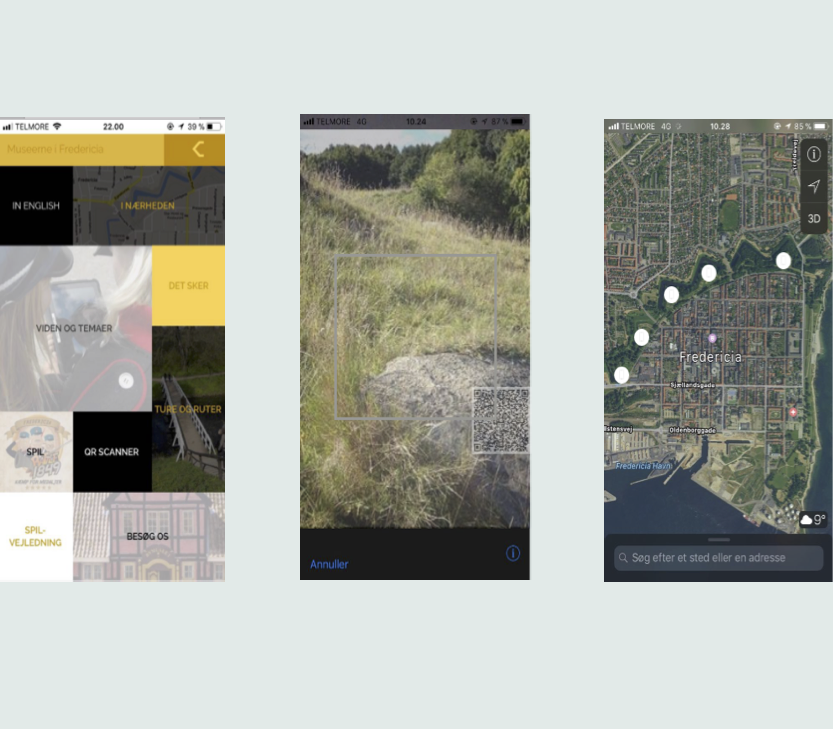 TELMORE 22.00 39 %
Museerne i Fredericia
IN ENGLISH
I NÆRHEDEN
DET SKER
VIDEN OG TEMAER
TURE OG RUTER
SPIL
QR SCANNER
SPIL-
VEJLEDNING
BESØG OS
TELMORE 4G 10.24 87 %
Annuller
TELMORE 4G 10.28 85 %
3D
Fredericia
Sjællandsgade
Oldenborggade
Fredericia Havn
9°
Søg efter et sted eller en adresse